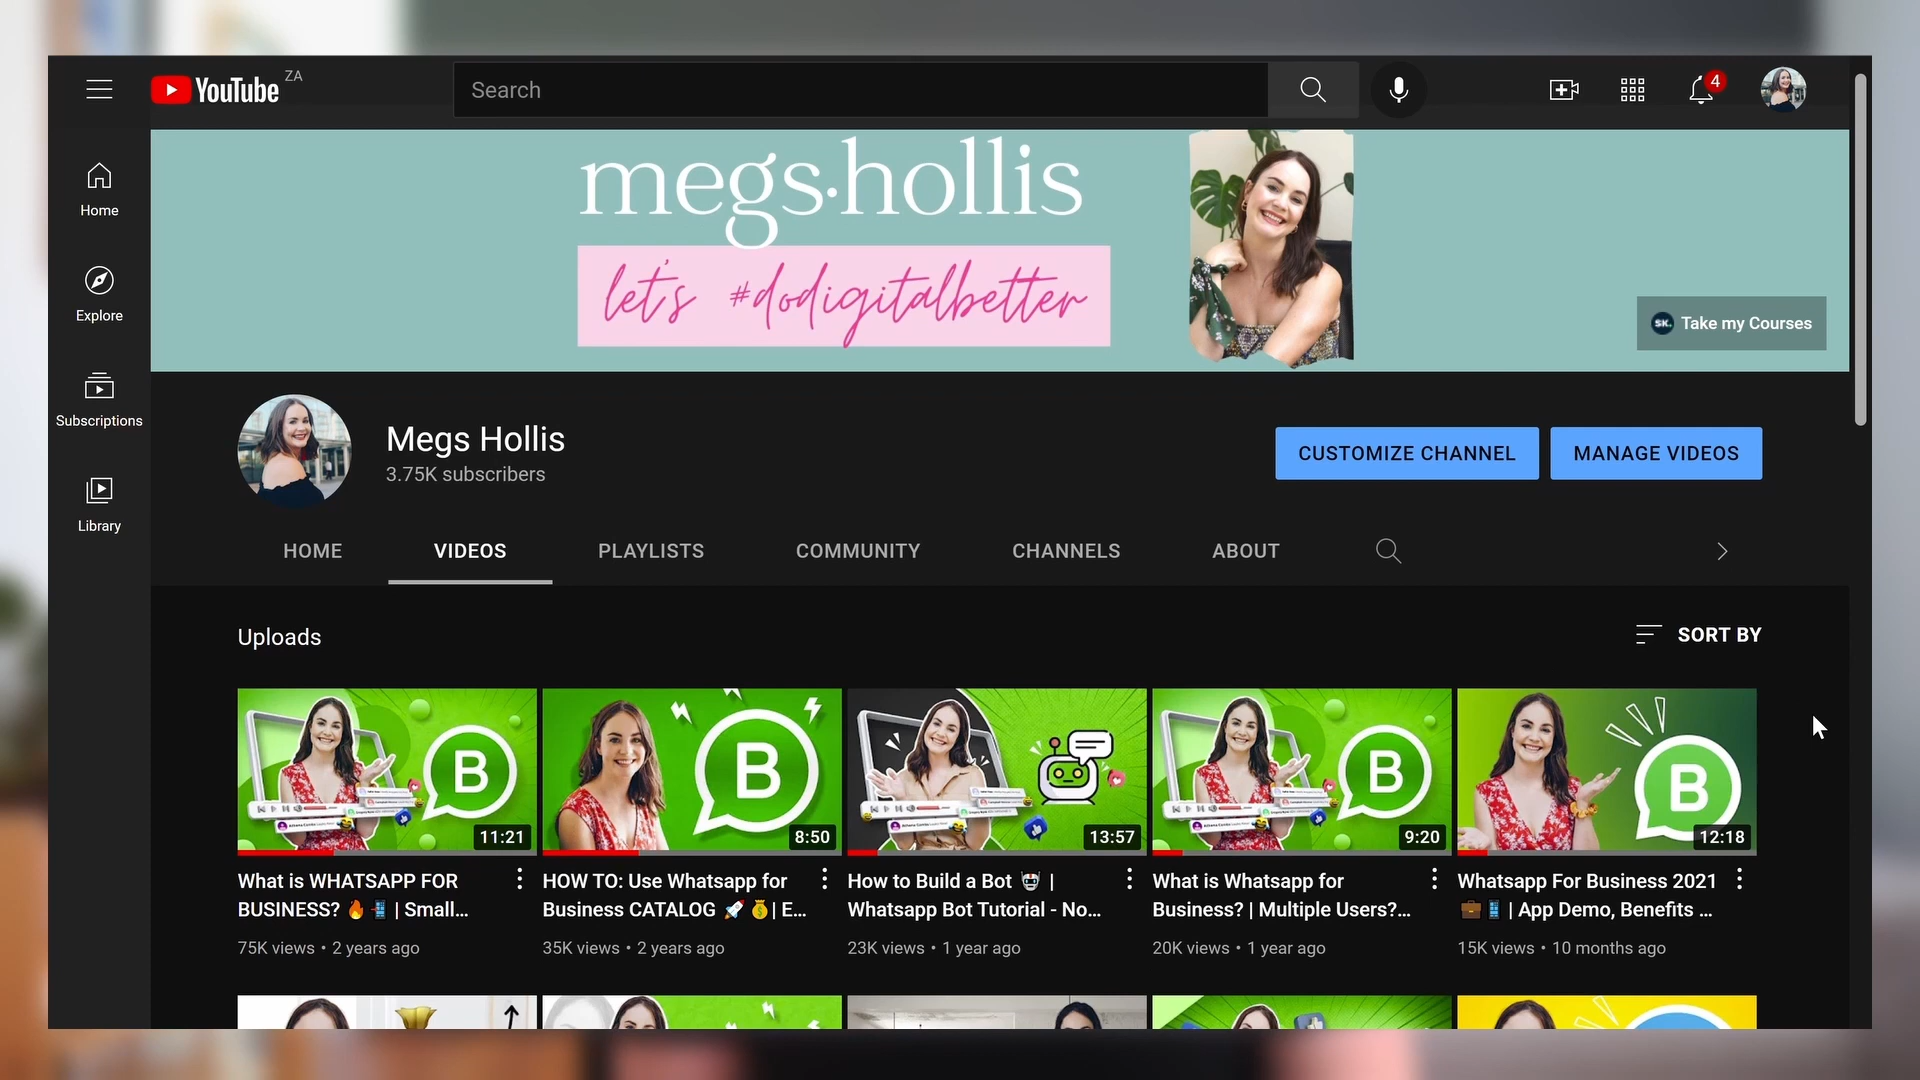 YouTube ZA
Search
4
Home
Explore
Subscriptions
Library
megs·hollis
let's #dodigitalbetter
SK. Take my Courses
Megs Hollis
3.75K subscribers
CUSTOMIZE CHANNEL
MANAGE VIDEOS
HOME
VIDEOS
PLAYLISTS
COMMUNITY
CHANNELS
ABOUT
Uploads
SORT BY
B
11:21
What is WHATSAPP FOR
BUSINESS? 🔥📲 | Small...
75K views • 2 years ago
B
8:50
HOW TO: Use Whatsapp for
Business CATALOG 🚀💰| E...
35K views • 2 years ago
13:57
How to Build a Bot 🤖 |
Whatsapp Bot Tutorial - No...
23K views • 1 year ago
B
9:20
What is Whatsapp for
Business? | Multiple Users?...
20K views • 1 year ago
B
12:18
Whatsapp For Business 2021
💼📱 | App Demo, Benefits ...
15K views • 10 months ago